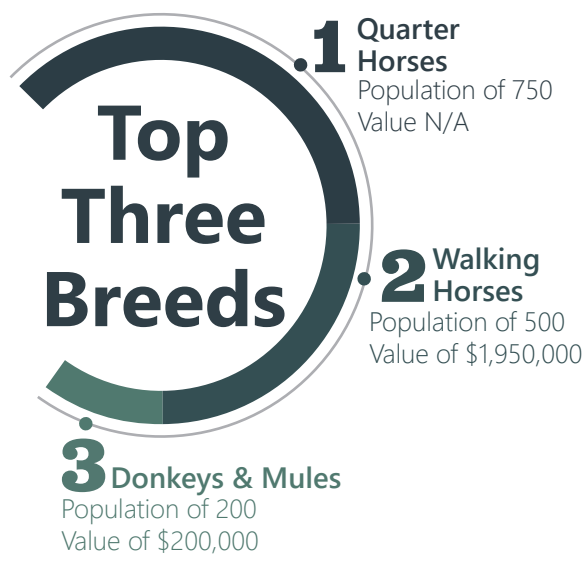 Top
Three
Breeds
1 Quarter
Horses
Population of 750
Value N/A
2 Walking
Horses
Population of 500
Value of $1,950,000
3 Donkeys & Mules
Population of 200
Value of $200,000